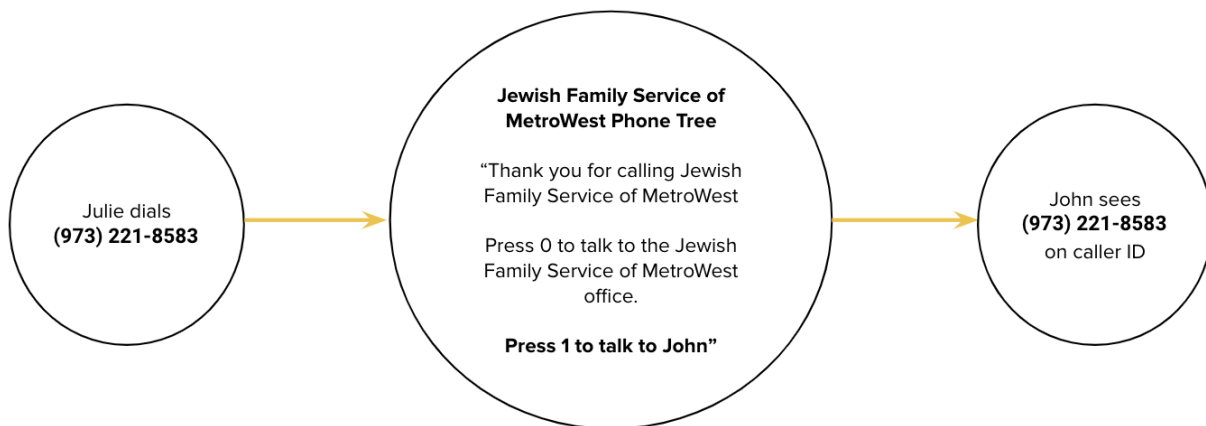 Julie dials
(973) 221-8583
Jewish Family Service of
MetroWest Phone Tree
“Thank you for calling Jewish
Family Service of MetroWest
Press 0 to talk to the Jewish
Family Service of MetroWest
office.
Press 1 to talk to John”
John sees
(973) 221-8583
on caller ID